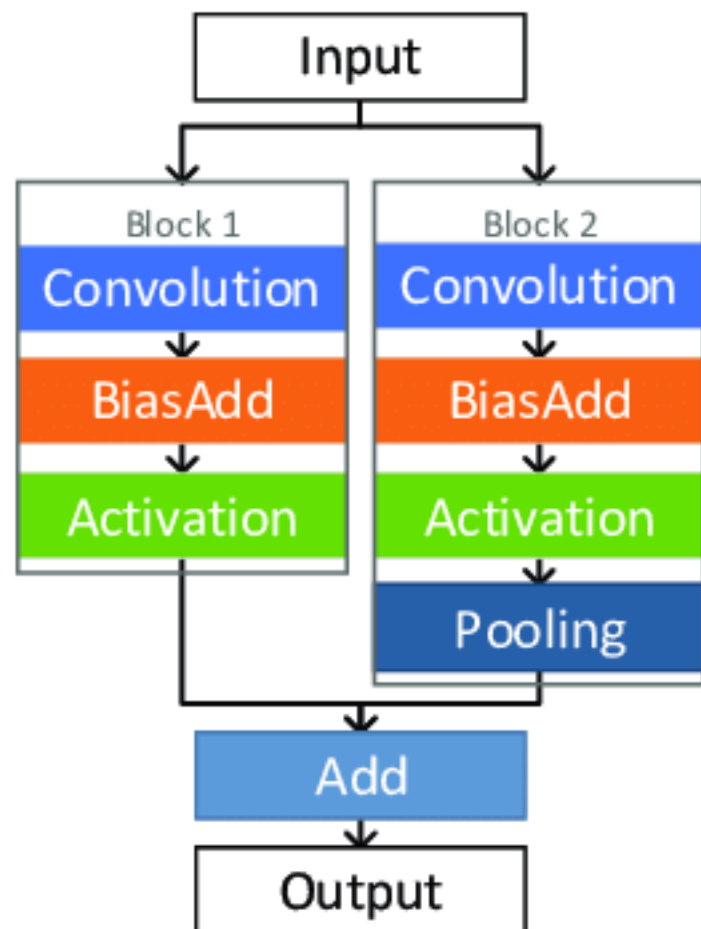 Input
Block 1
Convolution
BiasAdd
Activation
Block 2
Convolution
BiasAdd
Activation
Pooling
Add
Output